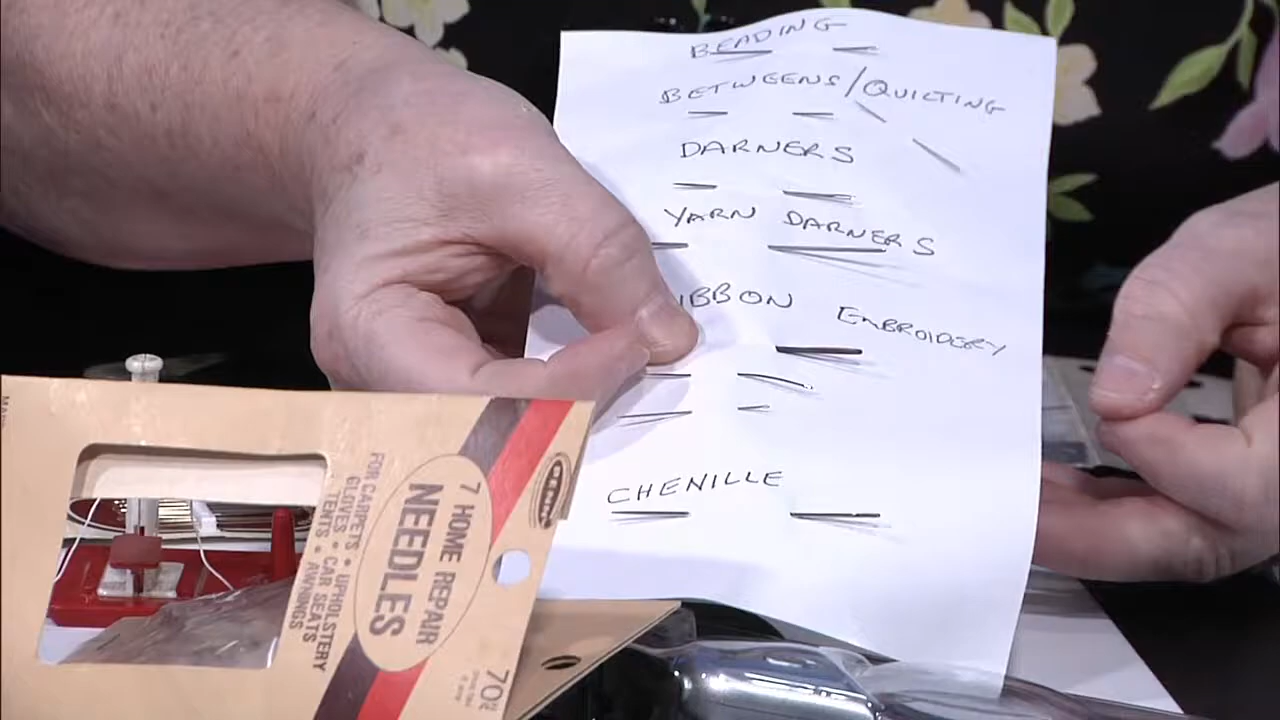 BEADING
BETWEENS/QUILTING
DARNERS
YARN DARNERS
IBBON EMBROIDERY
CHENILLE
PENN
7 HOME REPAIR
NEEDLES
FOR CARPETS • UPHOLSTERY
GLOVES • CAR SEATS
TENTS • AWNINGS
70¢